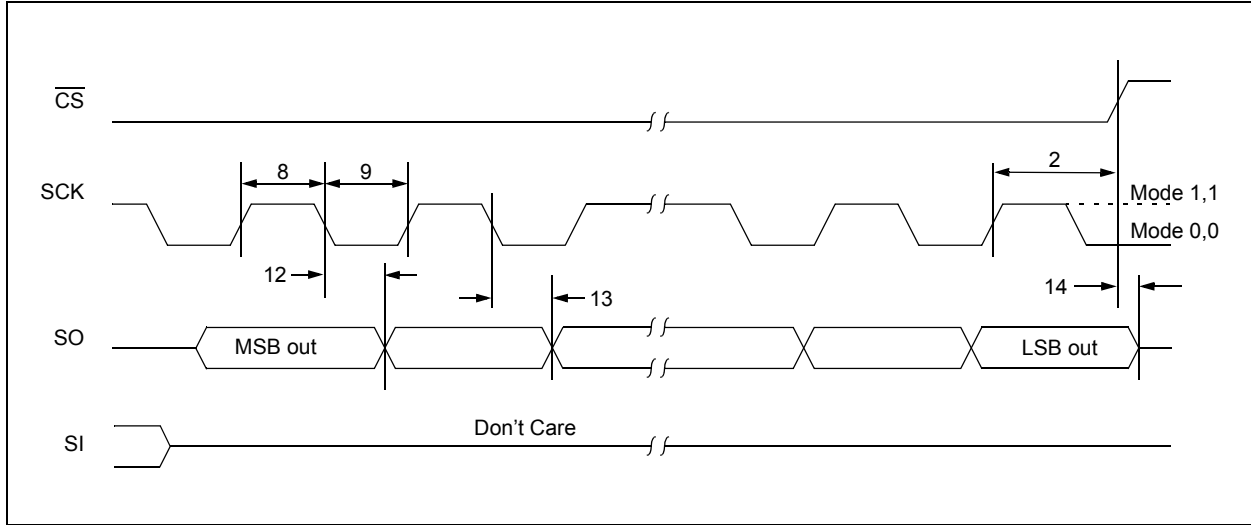 CS
2
8
9
SCK
Mode 1,1
Mode 0,0
12
13
14
SO
MSB out
LSB out
SI
Don't Care